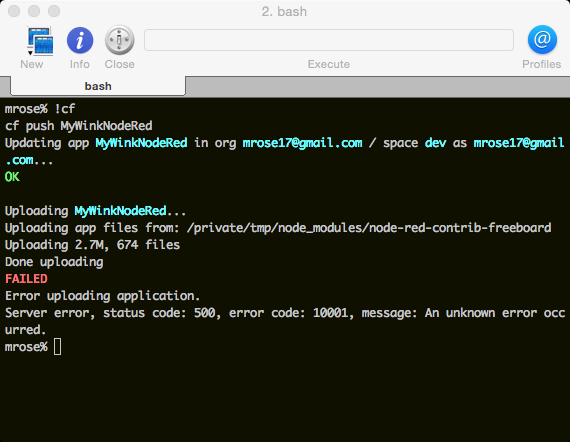 2. bash
New Info Close Execute Profiles
bash
mrose% !cf
cf push MyWinkNodeRed
Updating app MyWinkNodeRed in org mrose17@gmail.com / space dev as mrose17@gmail
.com...
OK
Uploading MyWinkNodeRed...
Uploading app files from: /private/tmp/node_modules/node-red-contrib-freeboard
Uploading 2.7M, 674 files
Done uploading
FAILED
Error uploading application.
Server error, status code: 500, error code: 10001, message: An unknown error occ
urred.
mrose%